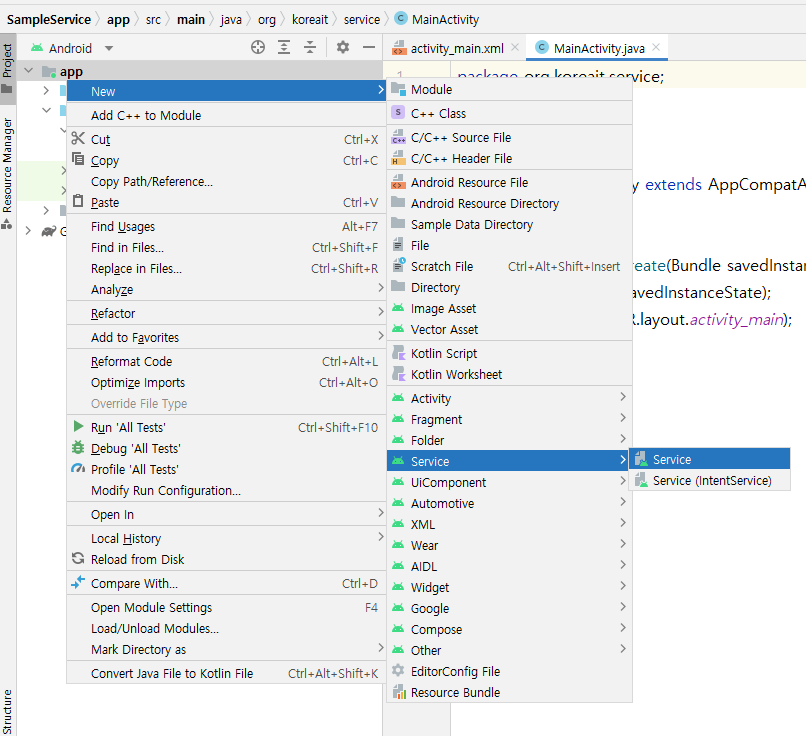 SampleService app src main java org koreait service MainActivity
Project
Resource Manager
Structure
Android
activity_main.xml
MainActivity.java
app
1
package org.koreait.service;
y extends AppCompatA
reate(Bundle savedInstan
avedInstanceState);
R.layout.activity_main);
New
Add C++ to Module
Cut Ctrl+X
Copy Ctrl+C
Copy Path/Reference...
Paste Ctrl+V
Find Usages Alt+F7
Find in Files... Ctrl+Shift+F
Replace in Files... Ctrl+Shift+R
Analyze
Refactor
Add to Favorites
Reformat Code Ctrl+Alt+L
Optimize Imports Ctrl+Alt+O
Override File Type
Run 'All Tests' Ctrl+Shift+F10
Debug 'All Tests'
Profile 'All Tests'
Modify Run Configuration...
Open In
Local History
Reload from Disk
Compare With... Ctrl+D
Open Module Settings F4
Load/Unload Modules...
Mark Directory as
Convert Java File to Kotlin File Ctrl+Alt+Shift+K
Module
C++ Class
C/C++ Source File
C/C++ Header File
Android Resource File
Android Resource Directory
Sample Data Directory
File
Scratch File Ctrl+Alt+Shift+Insert
Directory
Image Asset
Vector Asset
Kotlin Script
Kotlin Worksheet
Activity
Fragment
Folder
Service
UiComponent
Automotive
XML
Wear
AIDL
Widget
Google
Compose
Other
EditorConfig File
Resource Bundle
Service
Service (IntentService)